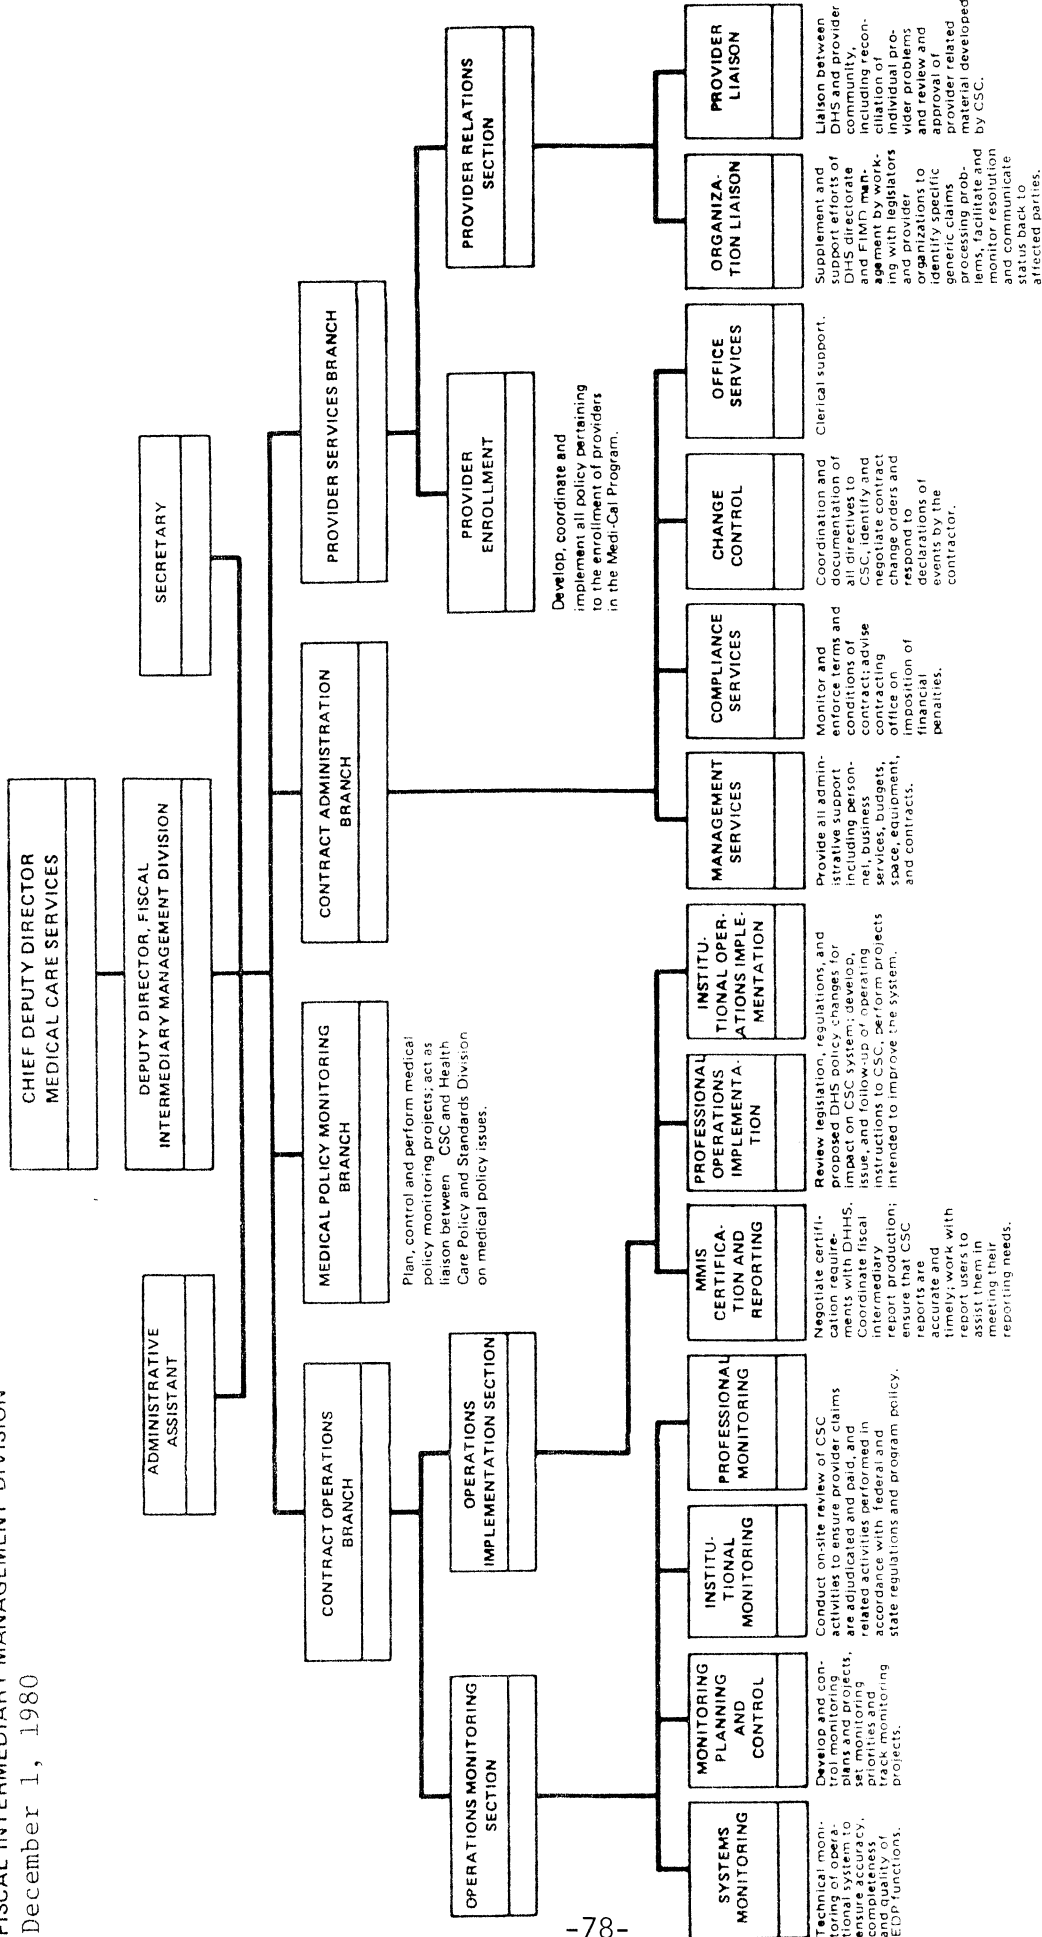 FISCAL INTERMEDIARY MANAGEMENT DIVISION
December 1, 1980
CHIEF DEPUTY DIRECTOR
MEDICAL CARE SERVICES
DEPUTY DIRECTOR, FISCAL
INTERMEDIARY MANAGEMENT DIVISION
ADMINISTRATIVE
ASSISTANT
SECRETARY
CONTRACT OPERATIONS
BRANCH
MEDICAL POLICY MONITORING
BRANCH
Plan, control and perform medical
policy monitoring projects; act as
liaison between CSC and Health
Care Policy and Standards Division
on medical policy issues.
CONTRACT ADMINISTRATION
BRANCH
PROVIDER SERVICES BRANCH
OPERATIONS MONITORING
SECTION
OPERATIONS
IMPLEMENTATION SECTION
PROVIDER
ENROLLMENT
Develop, coordinate and
implement all policy pertaining
to the enrollment of providers
in the Medi-Cal Program.
PROVIDER RELATIONS
SECTION
SYSTEMS
MONITORING
Technical moni-
toring of opera-
tional system to
ensure accuracy,
completeness
and quality of
EDP functions.
MONITORING
PLANNING
AND
CONTROL
Develop and con-
trol monitoring
plans and projects,
set monitoring
priorities and
track monitoring
projects.
INSTITU-
TIONAL
MONITORING
PROFESSIONAL
MONITORING
Conduct on-site review of CSC
activities to ensure provider claims
are adjudicated and paid, and
related activities performed in
accordance with federal and
state regulations and program policy.
MMIS
CERTIFICA-
TION AND
REPORTING
Negotiate certifi-
cation require-
ments with DHHS.
Coordinate fiscal
intermediary
report production;
ensure that CSC
reports are
accurate and
timely; work with
report users to
assist them in
meeting their
reporting needs.
PROFESSIONAL
OPERATIONS
IMPLEMENTA-
TION
INSTITU-
TIONAL OPER-
ATIONS IMPLE-
MENTATION
Review legislation, regulations, and
proposed DHS policy changes for
impact on CSC system; develop,
issue, and follow-up of operating
instructions to CSC, perform projects
intended to improve the system.
MANAGEMENT
SERVICES
Provide all admin-
istrative support
including person-
nel, business
services, budgets,
space, equipment,
and contracts.
COMPLIANCE
SERVICES
Monitor and
enforce terms and
conditions of
contract; advise
contracting
office on
imposition of
financial
penalties.
CHANGE
CONTROL
Coordination and
documentation of
all directives to
CSC, identify and
negotiate contract
change orders and
respond to
declarations of
events by the
contractor.
OFFICE
SERVICES
Clerical support.
ORGANIZA-
TION LIAISON
Supplement and
support efforts of
DHS directorate
and FIMD man-
agement by work-
ing with legislators
and provider
organizations to
identify specific
generic claims
processing prob-
lems, facilitate and
monitor resolution
and communicate
status back to
affected parties.
PROVIDER
LIAISON
Liaison between
DHS and provider
community,
including recon-
ciliation of
individual pro-
vider problems
and review and
approval of
provider related
material developed
by CSC.
-78-